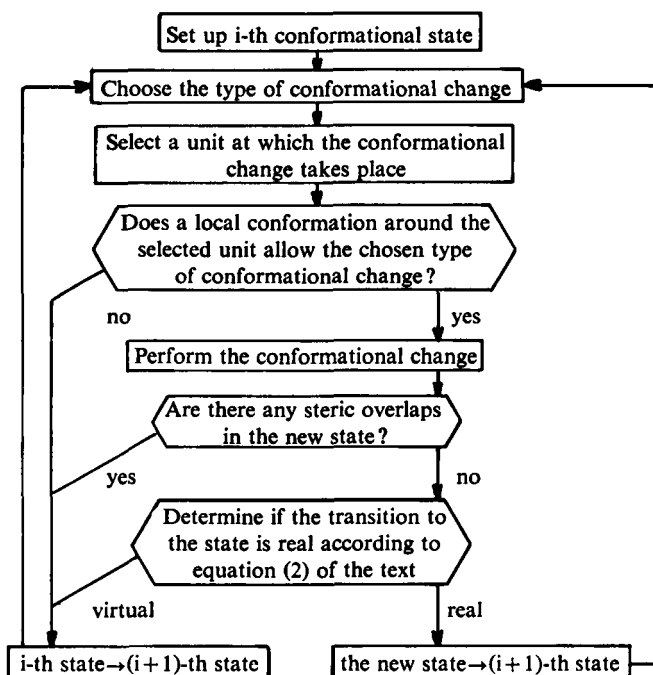 Set up i-th conformational state
Choose the type of conformational change
Select a unit at which the conformational
change takes place
Does a local conformation around the
selected unit allow the chosen type
of conformational change?
no
yes
Perform the conformational change
Are there any steric overlaps
in the new state?
yes
no
Determine if the transition to
the state is real according to
equation (2) of the text
virtual
real
i-th state→(i+1)-th state
the new state→(i+1)-th state